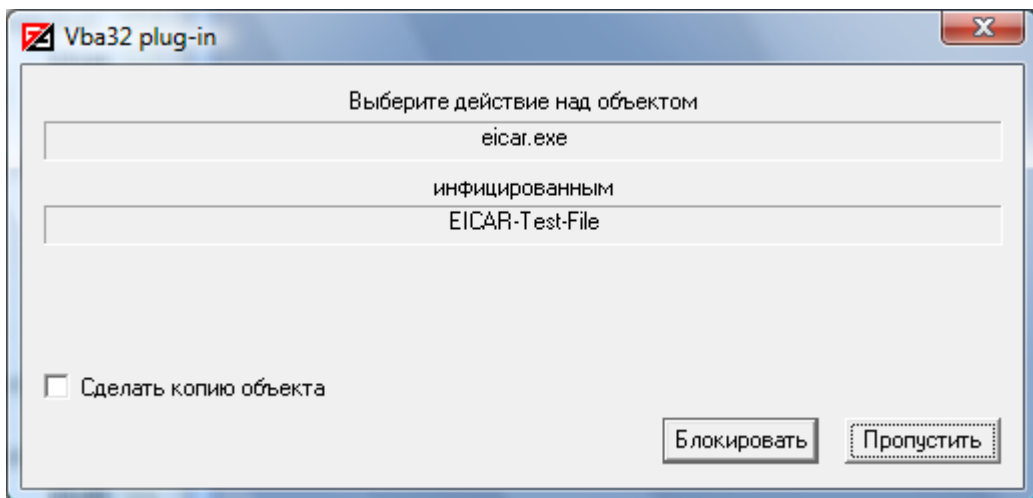 Vba32 plug-in
Выберите действие над объектом
eicar.exe
инфицированным
EICAR-Test-File
Сделать копию объекта
Блокировать Пропустить